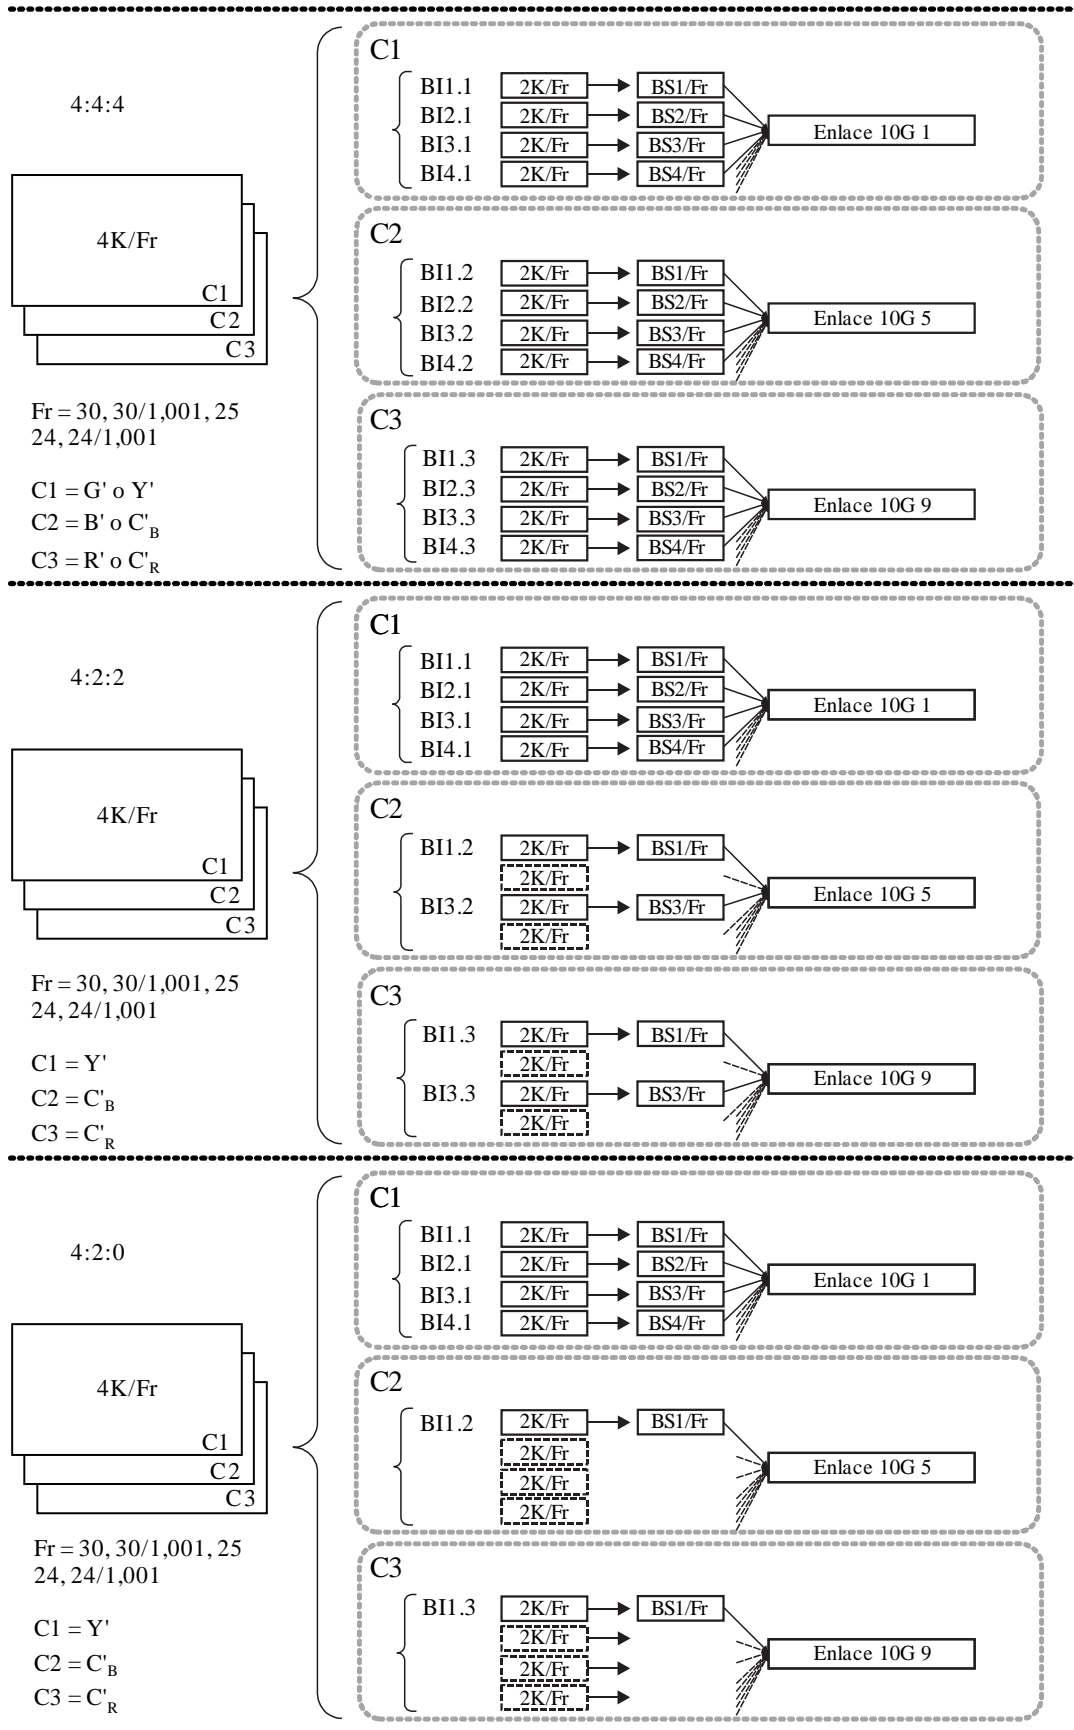 4:4:4
4K/Fr
C1
C2
C3
Fr = 30, 30/1,001, 25
24, 24/1,001
C1 = G' o Y'
C2 = B' o C'B
C3 = R' o C'R
C1
BI1.1 2K/Fr BS1/Fr
BI2.1 2K/Fr BS2/Fr
BI3.1 2K/Fr BS3/Fr
BI4.1 2K/Fr BS4/Fr
Enlace 10G 1
C2
BI1.2 2K/Fr BS1/Fr
BI2.2 2K/Fr BS2/Fr
BI3.2 2K/Fr BS3/Fr
BI4.2 2K/Fr BS4/Fr
Enlace 10G 5
C3
BI1.3 2K/Fr BS1/Fr
BI2.3 2K/Fr BS2/Fr
BI3.3 2K/Fr BS3/Fr
BI4.3 2K/Fr BS4/Fr
Enlace 10G 9
4:2:2
4K/Fr
C1
C2
C3
Fr = 30, 30/1,001, 25
24, 24/1,001
C1 = Y'
C2 = C'B
C3 = C'R
C1
BI1.1 2K/Fr BS1/Fr
BI2.1 2K/Fr BS2/Fr
BI3.1 2K/Fr BS3/Fr
BI4.1 2K/Fr BS4/Fr
Enlace 10G 1
C2
BI1.2 2K/Fr BS1/Fr
2K/Fr
BI3.2 2K/Fr BS3/Fr
2K/Fr
Enlace 10G 5
C3
BI1.3 2K/Fr BS1/Fr
2K/Fr
BI3.3 2K/Fr BS3/Fr
2K/Fr
Enlace 10G 9
4:2:0
4K/Fr
C1
C2
C3
Fr = 30, 30/1,001, 25
24, 24/1,001
C1 = Y'
C2 = C'B
C3 = C'R
C1
BI1.1 2K/Fr BS1/Fr
BI2.1 2K/Fr BS2/Fr
BI3.1 2K/Fr BS3/Fr
BI4.1 2K/Fr BS4/Fr
Enlace 10G 1
C2
BI1.2 2K/Fr BS1/Fr
2K/Fr
2K/Fr
2K/Fr
Enlace 10G 5
C3
BI1.3 2K/Fr BS1/Fr
2K/Fr
2K/Fr
2K/Fr
Enlace 10G 9